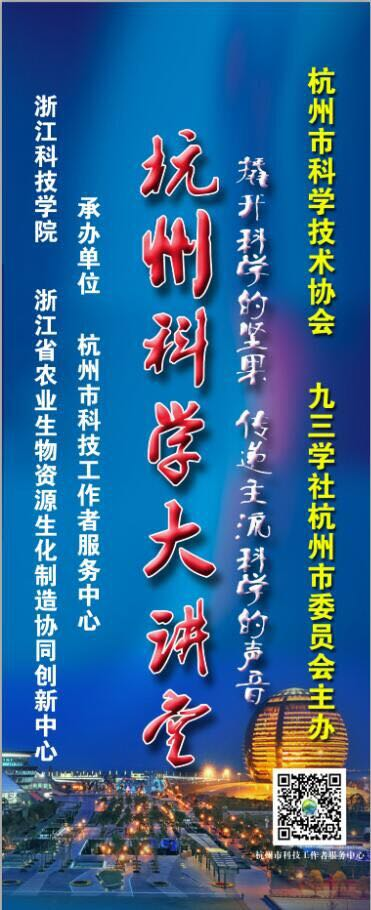 杭州市科学技术协会 九三学社杭州市委员会主办
撬开科学的坚果 传递主流科学的声音
杭州科学大讲堂
承办单位 杭州市科技工作者服务中心
浙江科技学院 浙江省农业生物资源生化制造协同创新中心
杭州市科技工作者服务中心